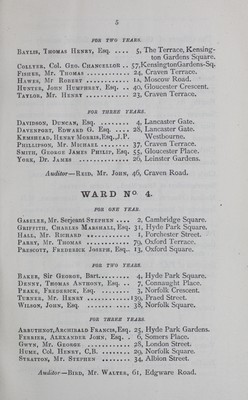 5
FOR TWO YEARS.
BAYLIS, THOMAS HENRY, Esq. .... 5, The Terrace, Kensing-
ton Gardens Square.
COLLYER, Col. GEO. CHANCELLOR .. 57, Kensington Gardens-Sq.
FISHER, Mr. THOMAS ........ 24, Craven Terrace.
HAWES, Mr ROBERT ........ 1A, Moscow Road.
HUNTER, JOHN HUMPHREY, Esq. .. 40, Gloucester Crescent.
TAYLOR, Mr. HENRY ........ 23, Craven Terrace.
FOR THREE YEARS.
DAVIDSON, DUNCAN, Esq. ...... 4, Lancaster Gate.
DAVENPORT, EDWARD G. Esq. .... 28, Lancaster Gate.
KEMSHEAD, HENRY MORRIS, Esq., J.P. Westbourne.
PHILLIPSON, Mr. MICHAEL ...... 37, Craven Terrace.
SMITH, GEORGE JAMES PHILIP, Esq. 55, Gloucester Place.
YORK, Dr. JAMES ........ 20, Leinster Gardens.
Auditor—REID, Mr. JOHN, 46, Craven Road.
WARD No. 4.
FOR ONE YEAR.
GASELEE, Mr. Serjeant STEPHEN .... 2, Cambridge Square.
GRIFFITH, CHARLES MARSHALL, Esq. 31, Hyde Park Square.
HALL, Mr. RICHARD ........ 1, Porchester Street.
PARRY, Mr. THOMAS ........ 79, Oxford Terrace.
PRESCOTT, FREDERICK JOSEPH, Esq.. 13, Oxford Square.
FOR TWO YEARS.
BAKER, Sir GEORGE, Bart. ...... 4, Hyde Park Square.
DENNY, THOMAS ANTHONY, Esq. .... 7, Connaught Place.
PEAKE, FREDERICK, Esq. ...... 3, Norfolk Crescent.
TURNER, Mr. HENRY ........ 139, Praed Street.
WILSON, JOHN, Esq. ........ 38, Norfolk Square.
FOR THREE YEARS.
ARBUTHNOT, ARCHIBALD FRANCIS, Esq. 25, Hyde Park Gardens.
FERRIER, ALEXANDER JOHN, Esq. .. 6, Somers Place.
GWYN, Mr. GEORGE ........ 28, London Street.
HUME, Col. HENRY, C.B. ...... 29, Norfolk Square.
STRATTON, Mr. STEPHEN ...... 34, Albion Street.
Auditor—BIRD, Mr. WALTER, 61, Edgware Road.